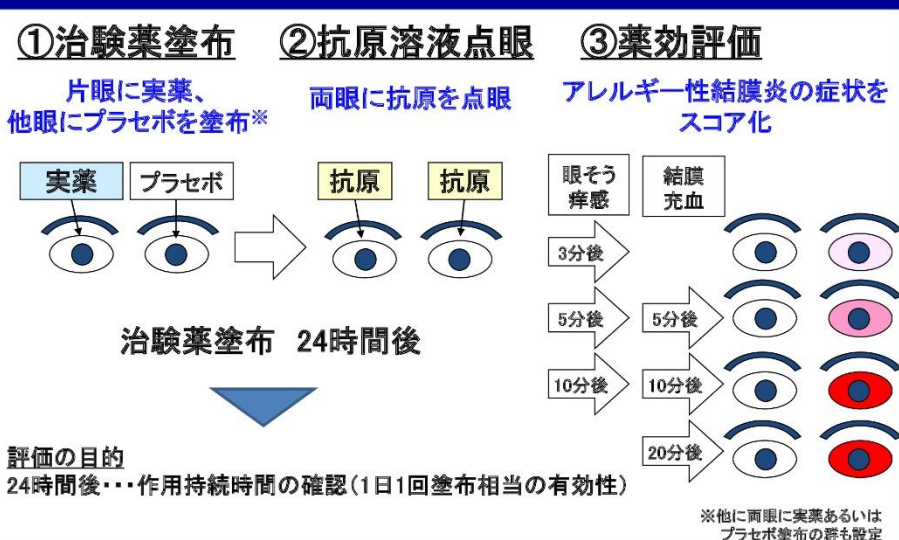 ①治験薬塗布
片眼に実薬、
他眼にプラセボを塗布※
実薬
プラセボ
②抗原溶液点眼
両眼に抗原を点眼
抗原
抗原
治験薬塗布 24時間後
③薬効評価
アレルギー性結膜炎の症状を
スコア化
眼そう
痒感
結膜
充血
3分後
5分後
5分後
10分後
10分後
20分後
評価の目的
24時間後・・・作用持続時間の確認(1日1回塗布相当の有効性)
※他に両眼に実薬あるいは
プラセボ塗布の群も設定